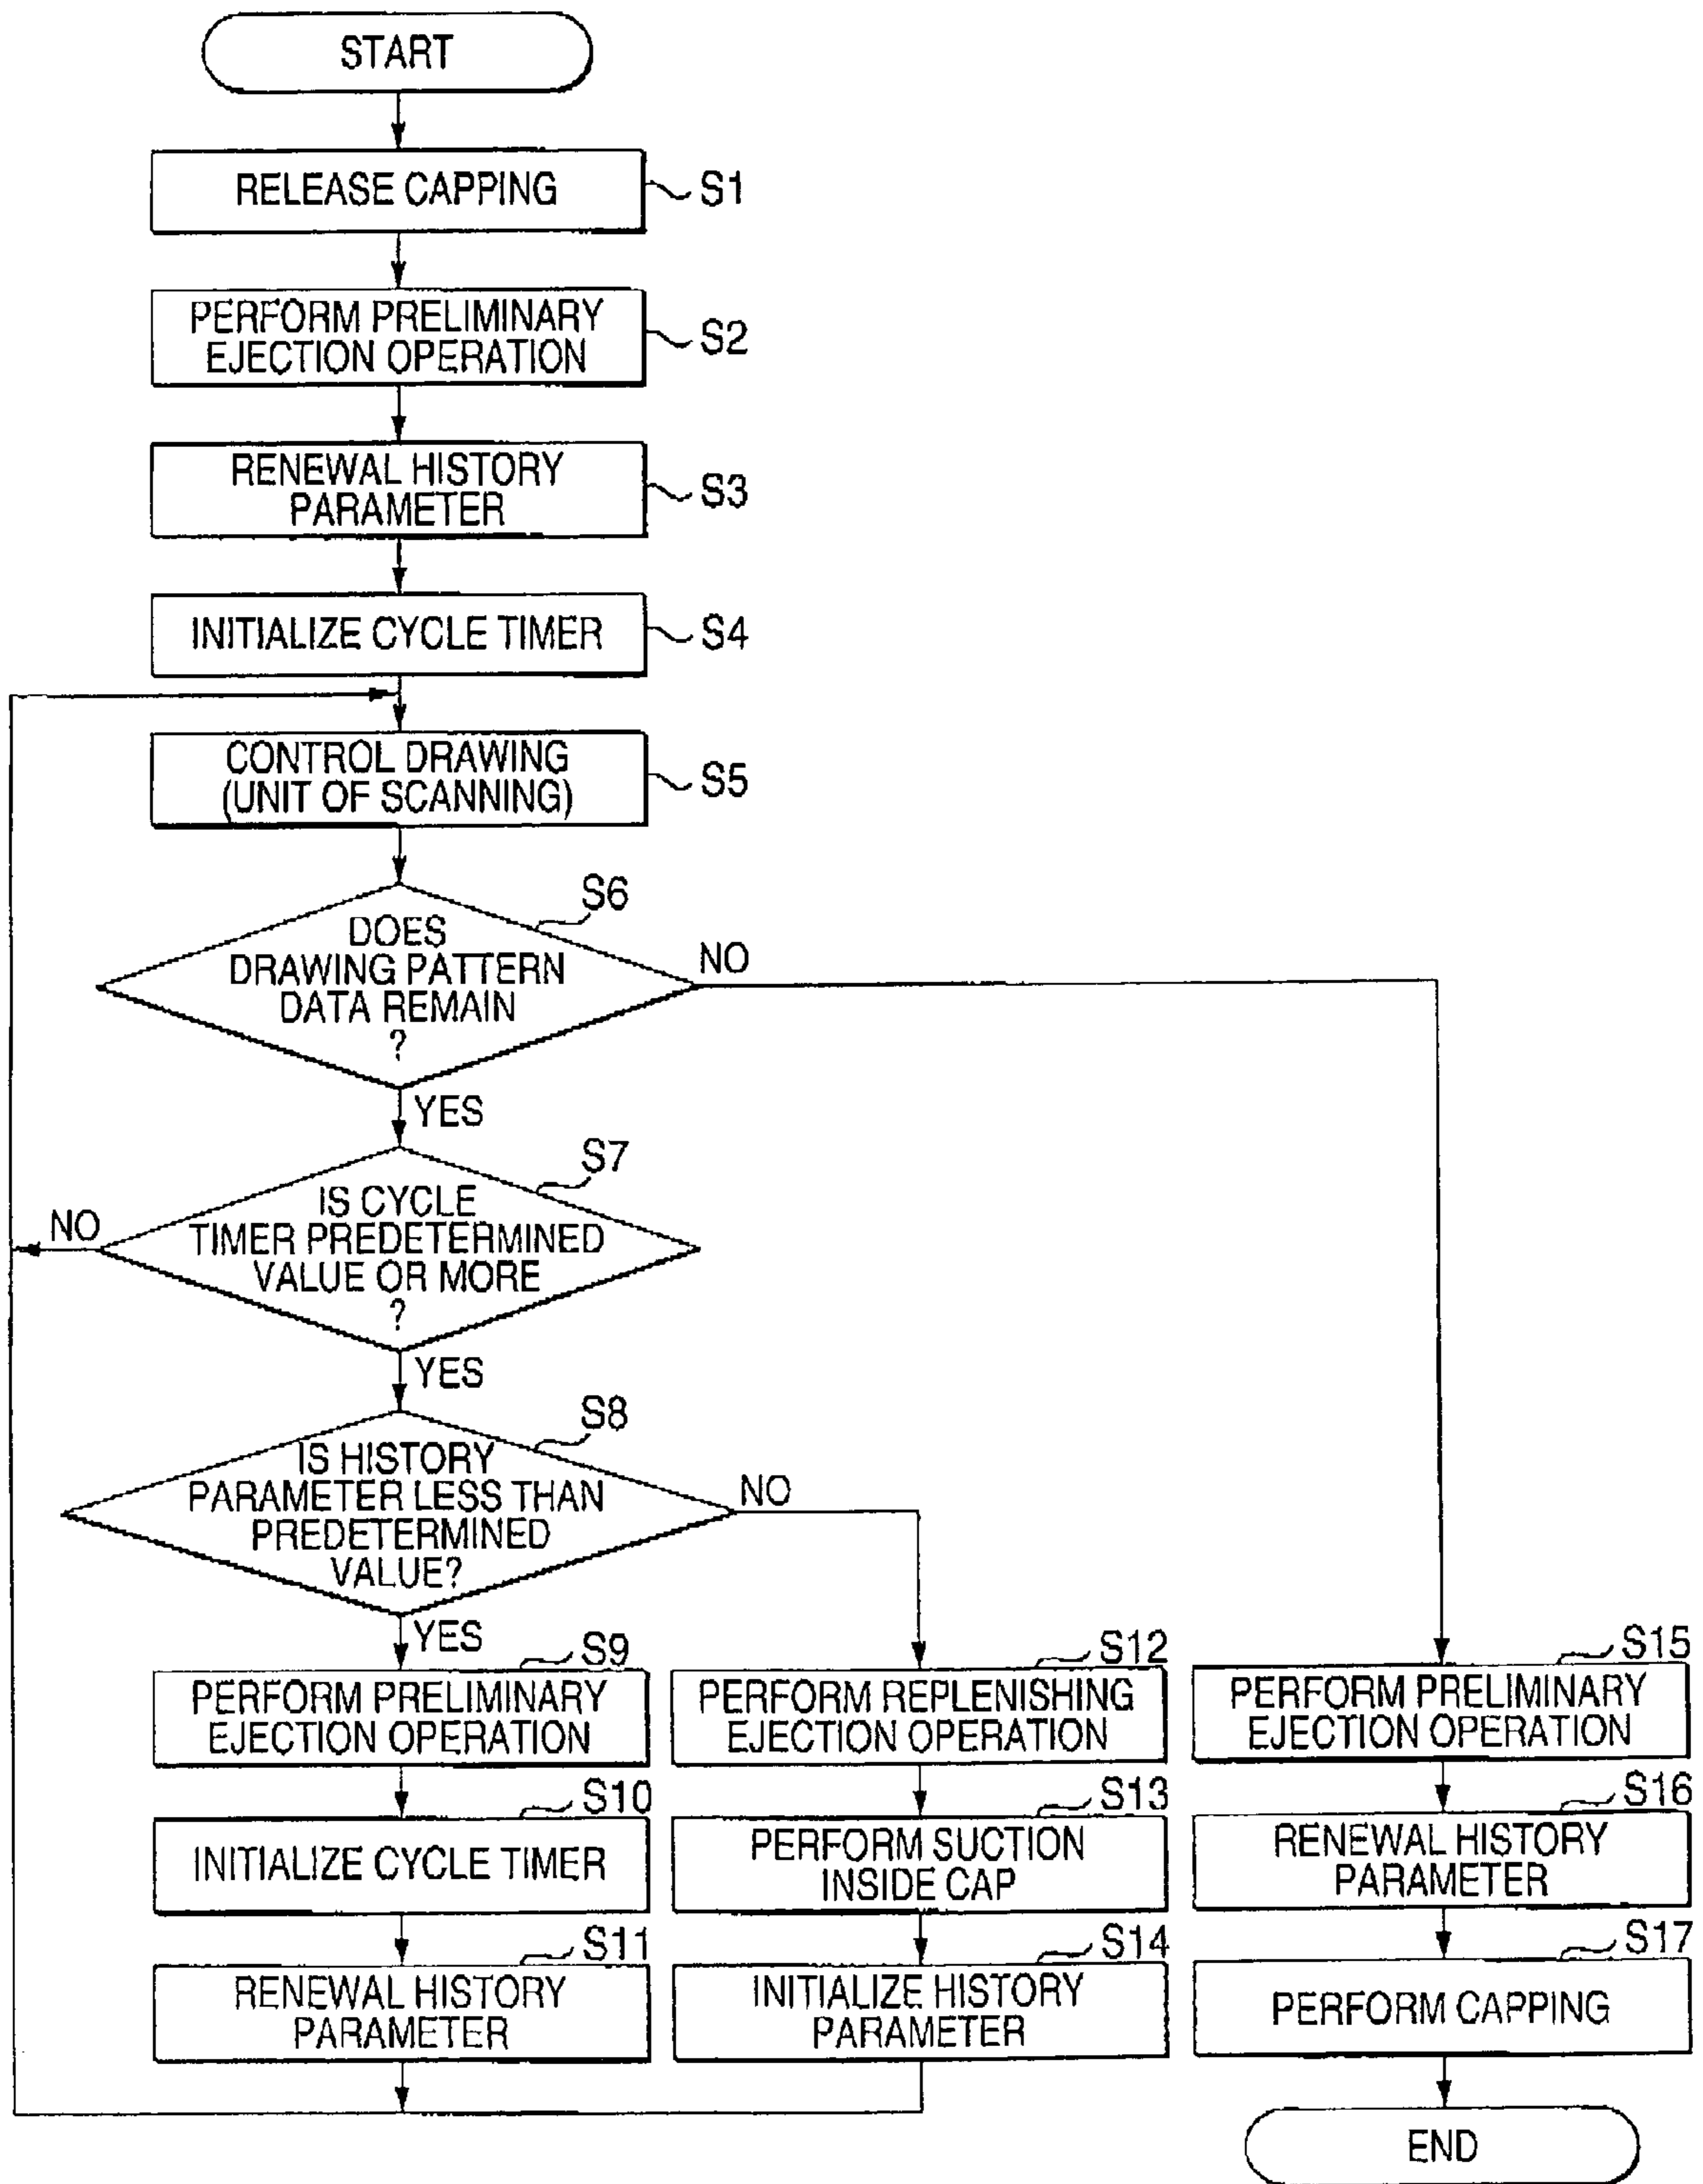 START
RELEASE CAPPING
S1
PERFORM PRELIMINARY
EJECTION OPERATION
S2
RENEWAL HISTORY
PARAMETER
S3
INITIALIZE CYCLE TIMER
S4
CONTROL DRAWING
(UNIT OF SCANNING)
S5
S6
DOES
DRAWING PATTERN
DATA REMAIN
?
NO
YES
S7
IS CYCLE
TIMER PREDETERMINED
VALUE OR MORE
?
NO
YES
S8
IS HISTORY
PARAMETER LESS THAN
PREDETERMINED
VALUE?
NO
YES
S9
PERFORM PRELIMINARY
EJECTION OPERATION
S10
INITIALIZE CYCLE TIMER
S11
RENEWAL HISTORY
PARAMETER
S12
PERFORM REPLENISHING
EJECTION OPERATION
S13
PERFORM SUCTION
INSIDE CAP
S14
INITIALIZE HISTORY
PARAMETER
S15
PERFORM PRELIMINARY
EJECTION OPERATION
S16
RENEWAL HISTORY
PARAMETER
S17
PERFORM CAPPING
END